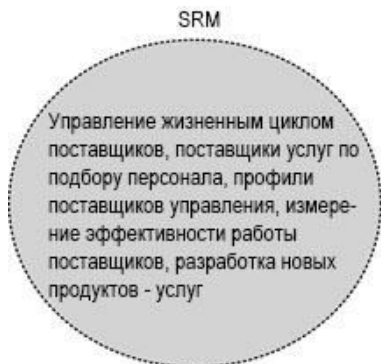 SRM
Управление жизненным циклом
поставщиков, поставщики услуг по
подбору персонала, профили
поставщиков управления, измере-
ние эффективности работы
поставщиков, разработка новых
продуктов - услуг